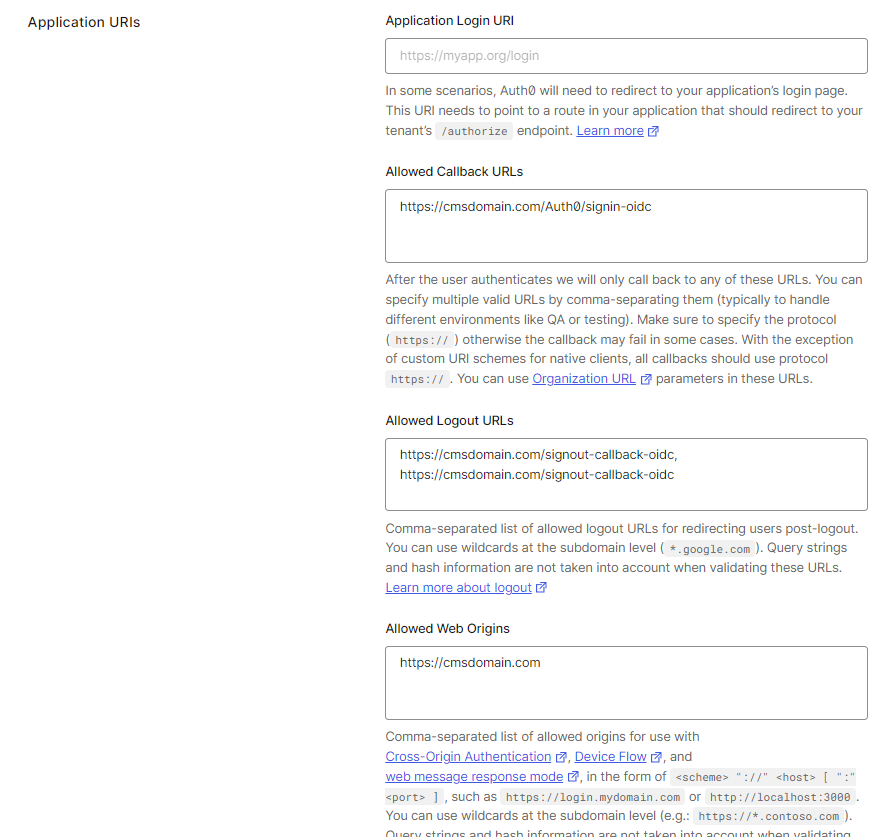 Application URIs
Application Login URI
https://myapp.org/login
In some scenarios, Auth0 will need to redirect to your application's login page.
This URI needs to point to a route in your application that should redirect to your
tenant's /authorize endpoint. Learn more
Allowed Callback URLs
https://cmsdomain.com/Auth0/signin-oidc
After the user authenticates we will only call back to any of these URLs. You can
specify multiple valid URLs by comma-separating them (typically to handle
different environments like QA or testing). Make sure to specify the protocol
( https:// ) otherwise the callback may fail in some cases. With the exception
of custom URI schemes for native clients, all callbacks should use protocol
https:// . You can use Organization URL parameters in these URLs.
Allowed Logout URLs
https://cmsdomain.com/signout-callback-oidc,
https://cmsdomain.com/signout-callback-oidc
Comma-separated list of allowed logout URLs for redirecting users post-logout.
You can use wildcards at the subdomain level ( *.google.com ). Query strings
and hash information are not taken into account when validating these URLs.
Learn more about logout
Allowed Web Origins
https://cmsdomain.com
Comma-separated list of allowed origins for use with
Cross-Origin Authentication , Device Flow , and
web message response mode , in the form of <scheme> "://" <host> [ ":"
<port> ] , such as https://login.mydomain.com or http://localhost:3000 .
You can use wildcards at the subdomain level (e.g.: https://*.contoso.com ).
Query strings and hash information are not taken into account when validating